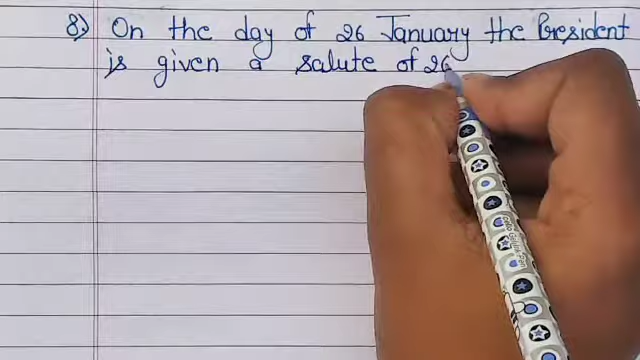 8.) On the day of 26 January the President
is given a salute of 26